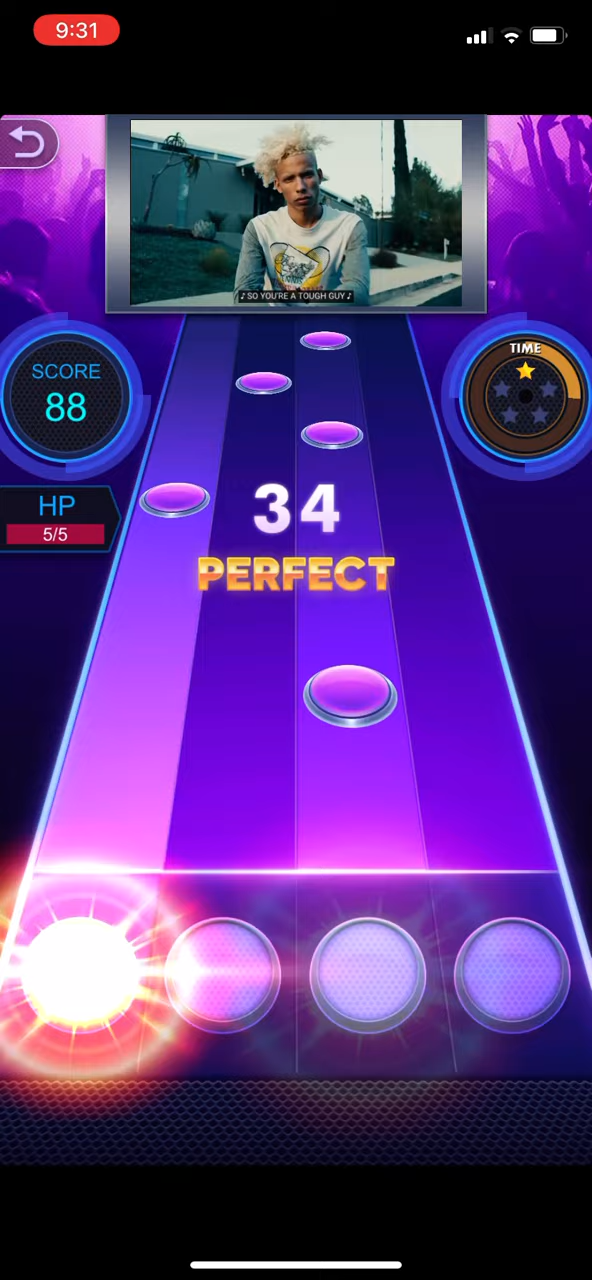 9:31
♪ SO YOU'RE A TOUGH GUY ♪
SCORE
88
TIME
HP
5/5
34
PERFECT